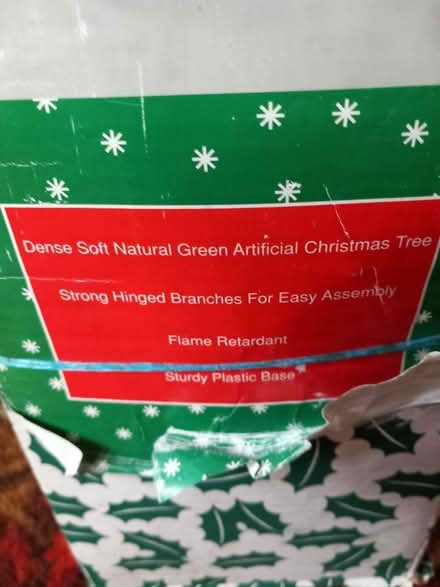 Dense Soft Natural Green Artificial Christmas Tree
Strong Hinged Branches For Easy Assembly
Flame Retardant
Sturdy Plastic Base